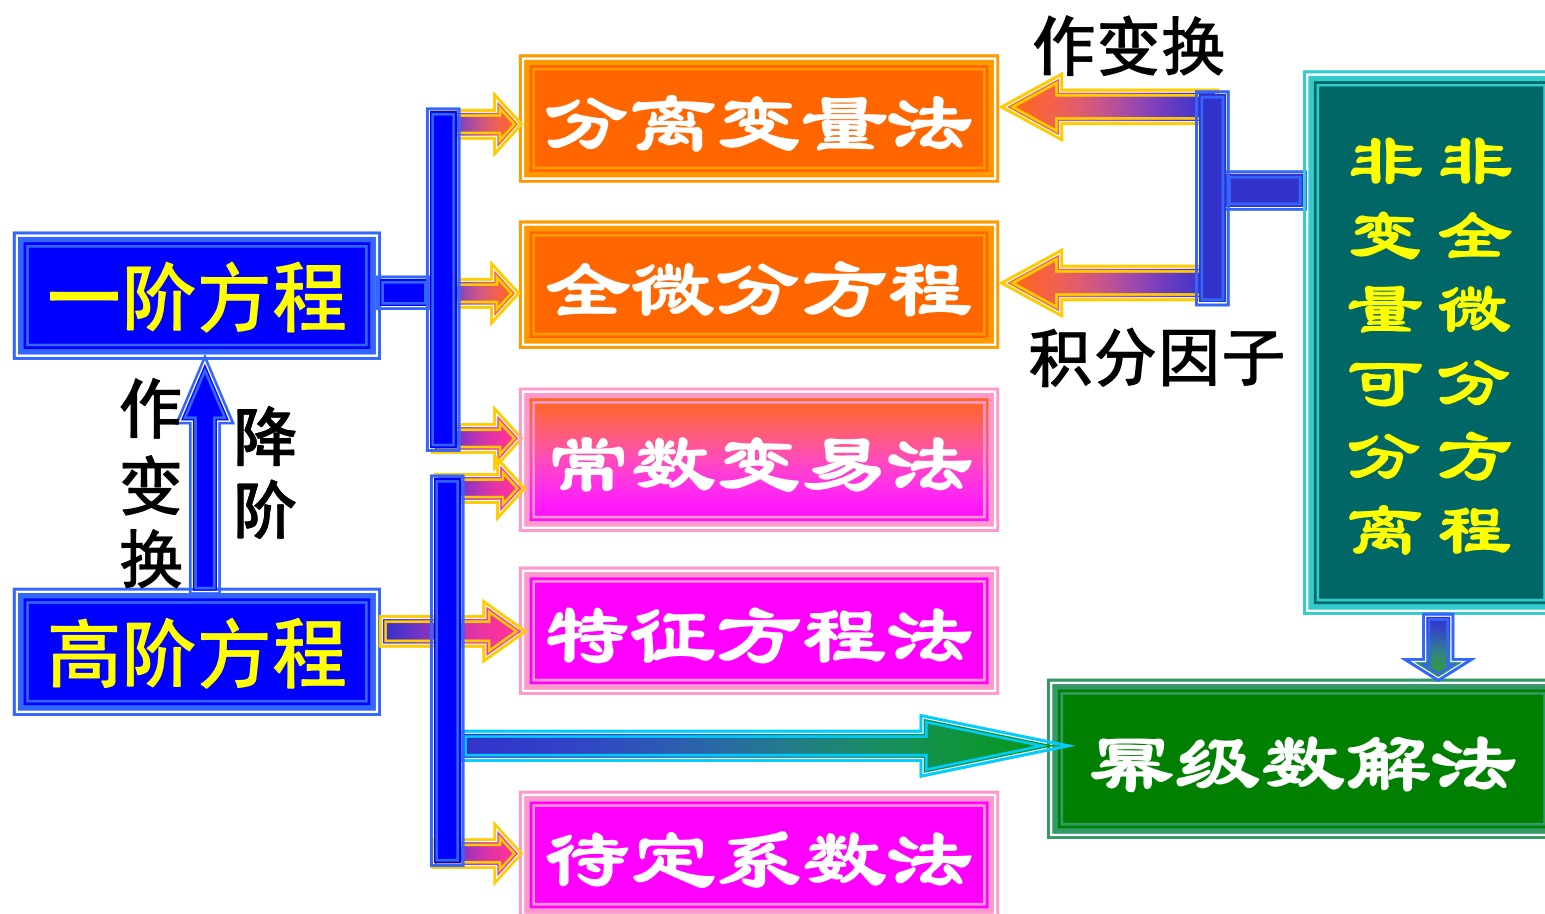 作变换
分离变量法
全微分方程
积分因子
一阶方程
作变换
降阶
常数变易法
高阶方程
特征方程法
幂级数解法
待定系数法
非全微分方程
非变量可分离